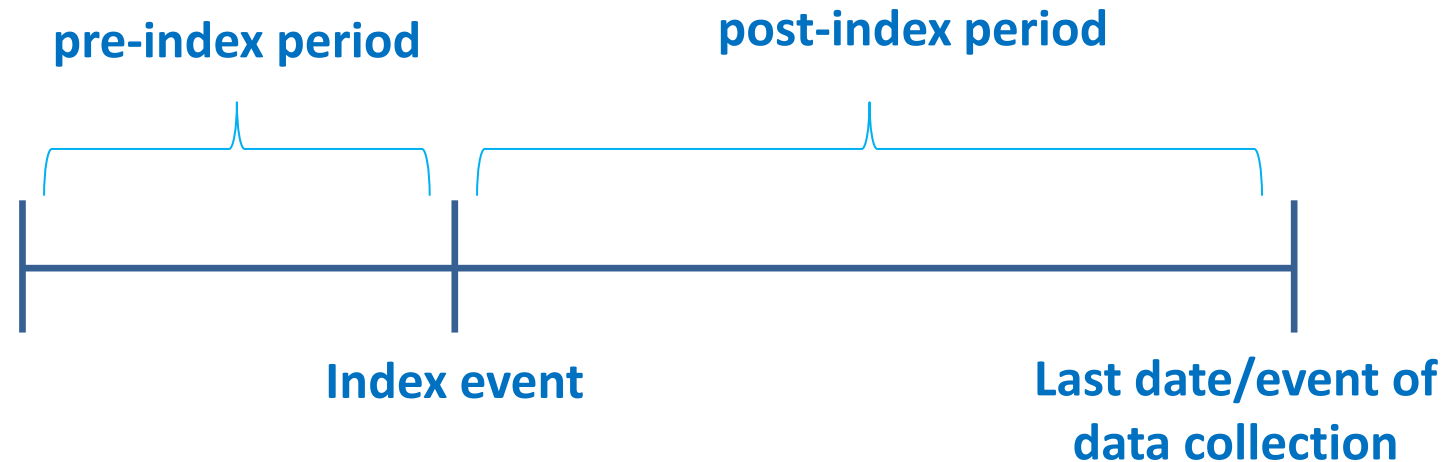 pre-index period
post-index period
Index event
Last date/event of
data collection